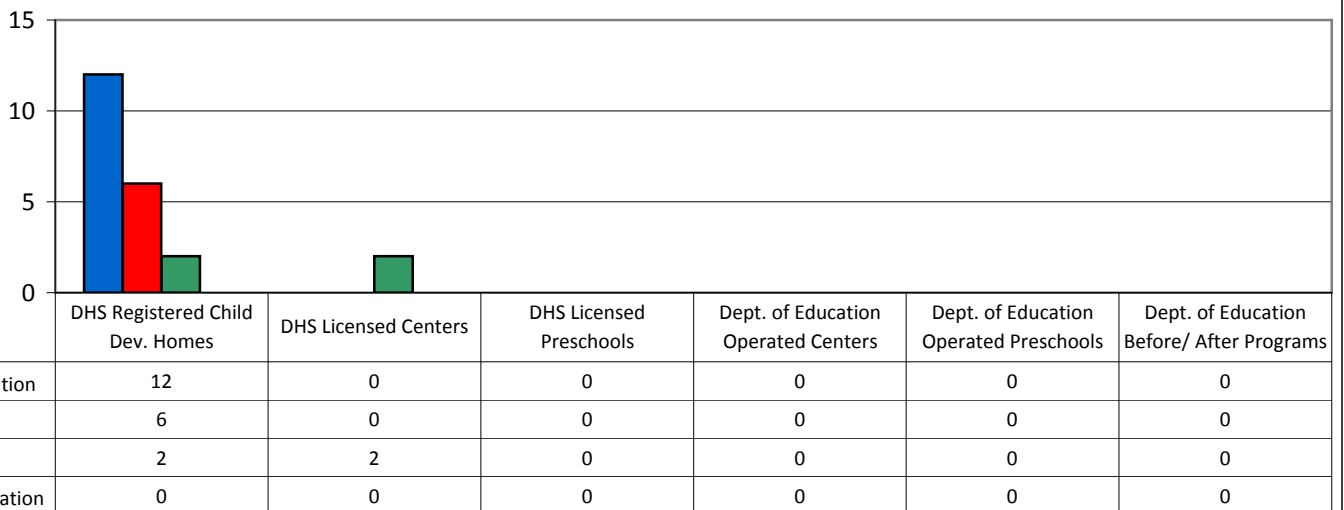 15
10
5
0
DHS Registered Child
Dev. Homes
DHS Licensed Centers
DHS Licensed
Preschools
Dept. of Education
Operated Centers
Dept. of Education
Operated Preschools
Dept. of Education
Before/ After Programs
tion 12 0 0 0 0 0
6 0 0 0 0 0
2 2 0 0 0 0
ation 0 0 0 0 0 0